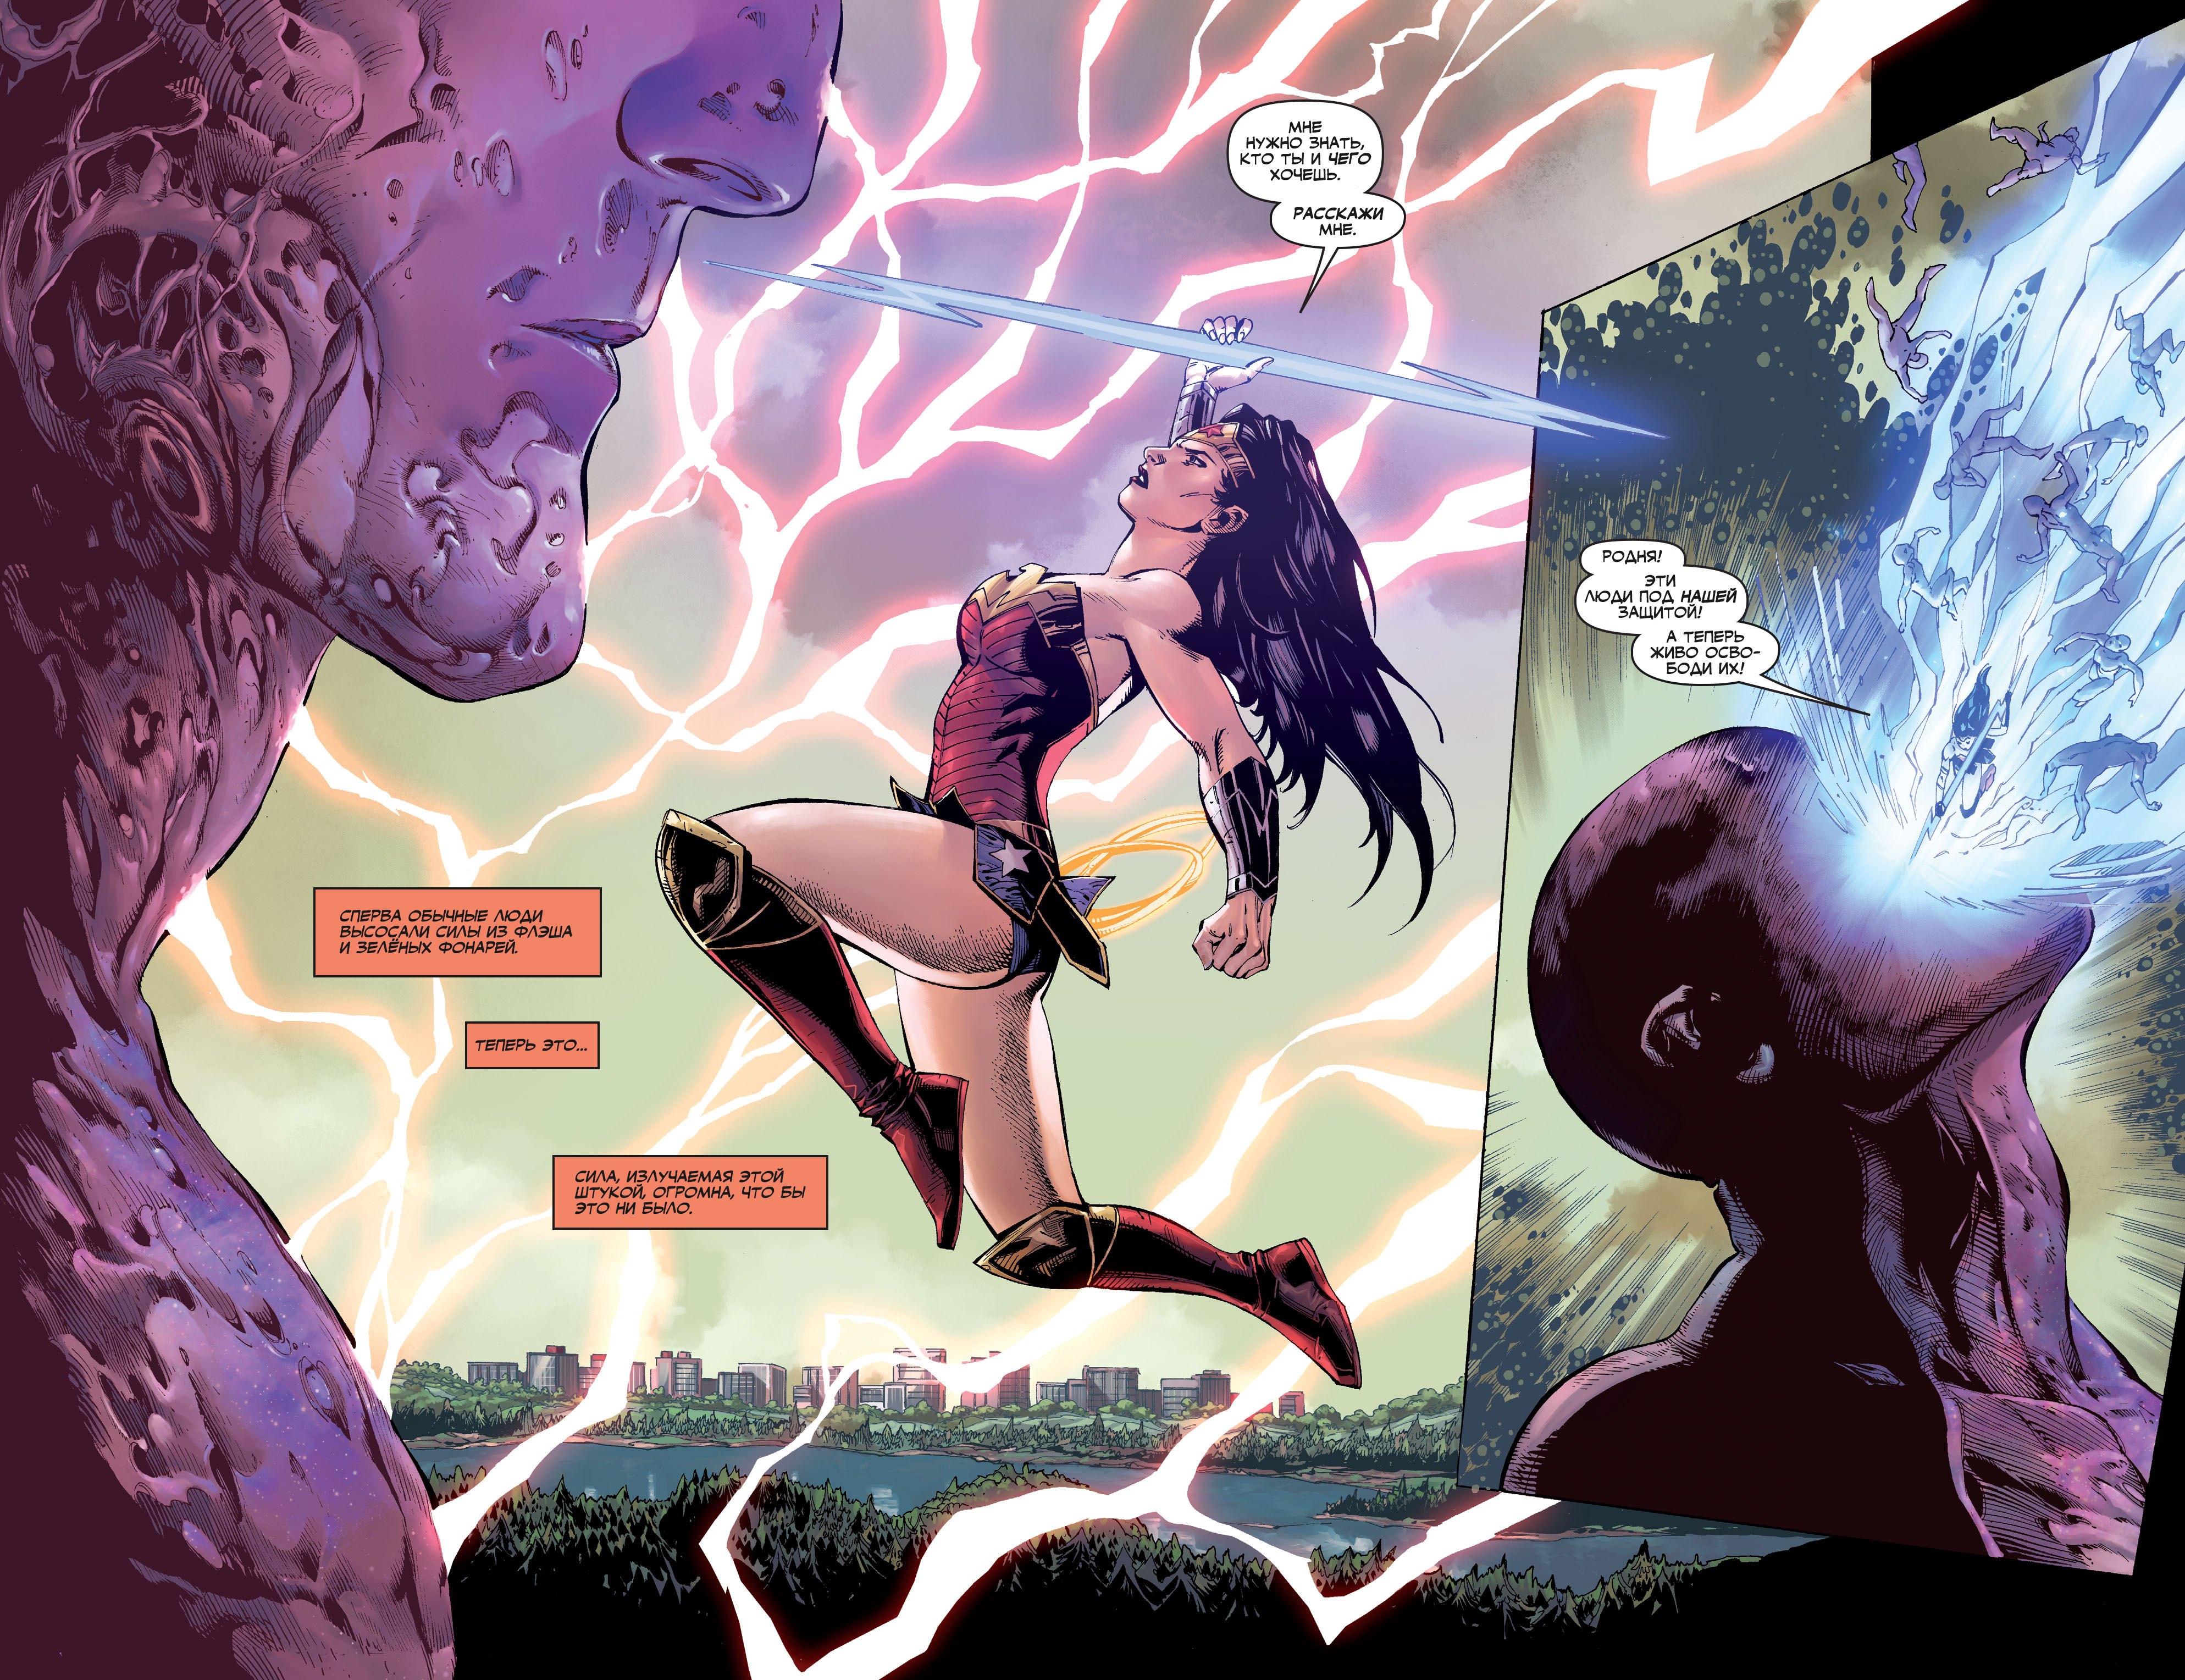 МНЕ
НУЖНО ЗНАТЬ,
КТО ТЫ И ЧЕГО
ХОЧЕШЬ.
РАССКАЖИ
МНЕ.
СПЕРВА ОБЫЧНЫЕ ЛЮДИ
ВЫСОСАЛИ СИЛЫ ИЗ ФЛЭША
И ЗЕЛЁНЫХ ФОНАРЕЙ.
ТЕПЕРЬ ЭТО...
СИЛА, ИЗЛУЧАЕМАЯ ЭТОЙ
ШТУКОЙ, ОГРОМНА, ЧТО БЫ
ЭТО НИ БЫЛО.
РОДНЯ!
ЭТИ
ЛЮДИ ПОД НАШЕЙ
ЗАЩИТОЙ!
А ТЕПЕРЬ
ЖИВО ОСВО-
БОДИ ИХ!